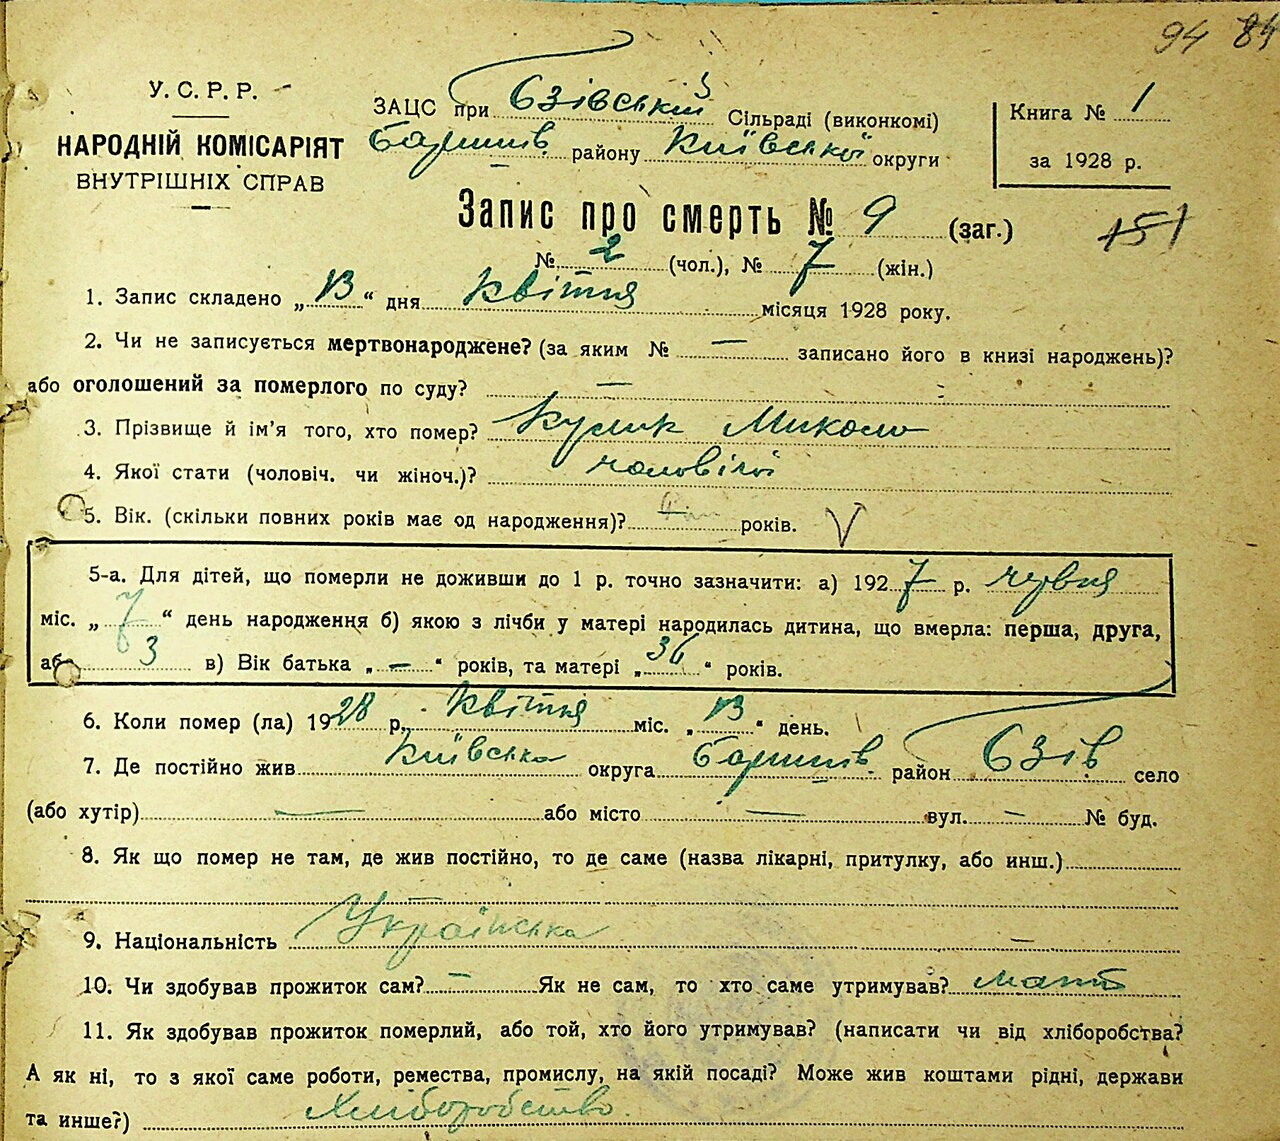 94 84
У.С.Р.Р.
НАРОДНІЙ КОМІСАРІЯТ
ВНУТРІШНІХ СПРАВ
ЗАЦС при Єзівській Сільраді (виконкомі)
Баришів району Київської округи
Книга № 1
за 1928 р.
Запис про смерть № 9 (заг.)
151
№ 2 (чол.), № 7 (жін.)
1. Запис складено „13“ дня квітня місяця 1928 року.
2. Чи не записується мертвонароджене? (за яким № — записано його в книзі народжень)?
або оголошений за померлого по суду? —
3. Прізвище й ім'я того, хто помер? Кулик Микола
4. Якої стати (чоловіч. чи жіноч.)? чоловічої
5. Вік. (скільки повних років має од народження)? років. V
5-а. Для дітей, що померли не доживши до 1 р. точно зазначити: а) 1927 р. червня
міс. „7“ день народження б) якою з лічби у матері народилась дитина, що вмерла: перша, друга,
або 3 в) Вік батька „—“ років, та матері „36“ років.
6. Коли помер (ла) 1928 р. квітня міс. „13“ день.
7. Де постійно жив Київська округа Баришів район Єзів село
(або хутір) — або місто — вул. — № буд.
8. Як що помер не там, де жив постійно, то де саме (назва лікарні, притулку, або инш.)
9. Національність Українська —
10. Чи здобував прожиток сам? — Як не сам, то хто саме утримував? мати
11. Як здобував прожиток померлий, або той, хто його утримував? (написати чи від хліборобства?
А як ні, то з якої саме роботи, ремества, промислу, на якій посаді? Може жив коштами рідні, держави
та инше?) Хліборобство.